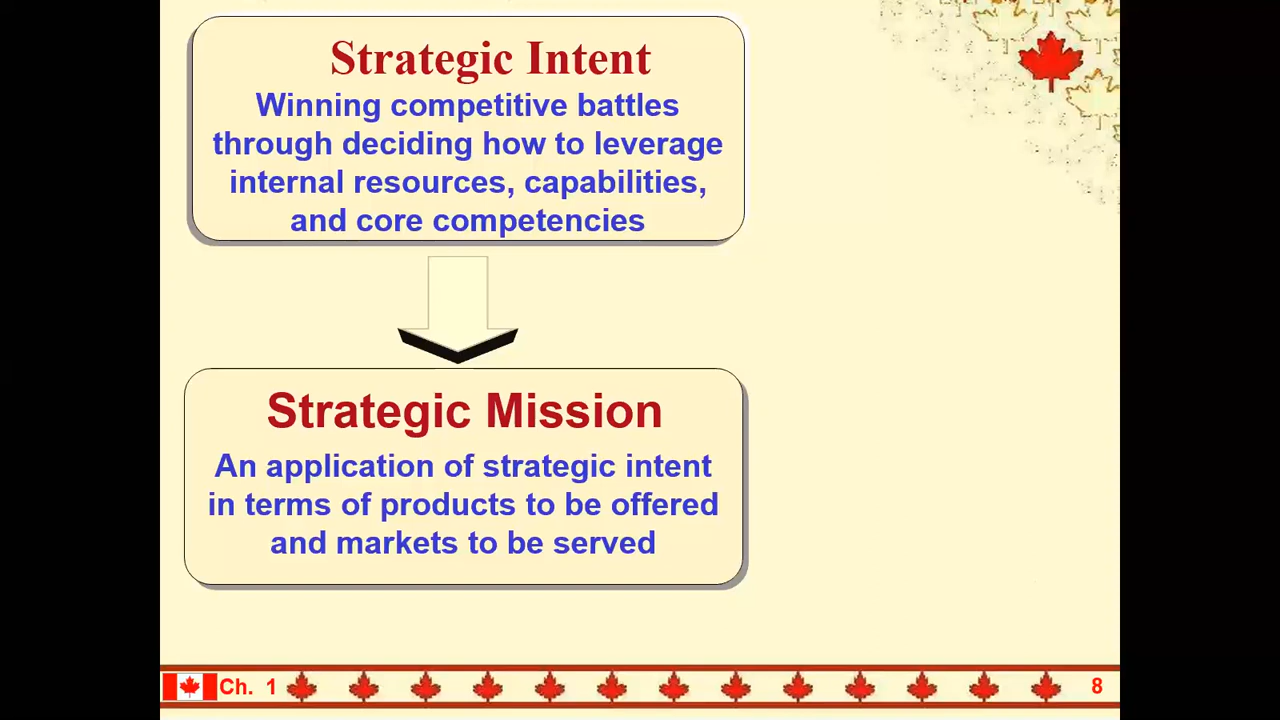 Strategic Intent
Winning competitive battles
through deciding how to leverage
internal resources, capabilities,
and core competencies
Strategic Mission
An application of strategic intent
in terms of products to be offered
and markets to be served
Ch. 1
8